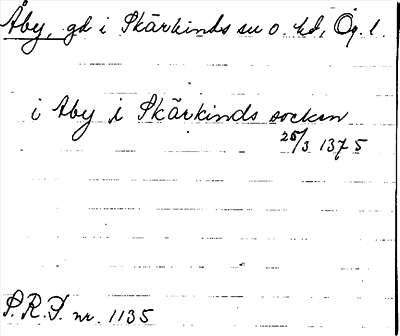 Åby, gd i Skärkinds sn o. hd, Ög. l.
i Aby i Skärkinds socken
25/3 1375
S.R.P. nr. 1135